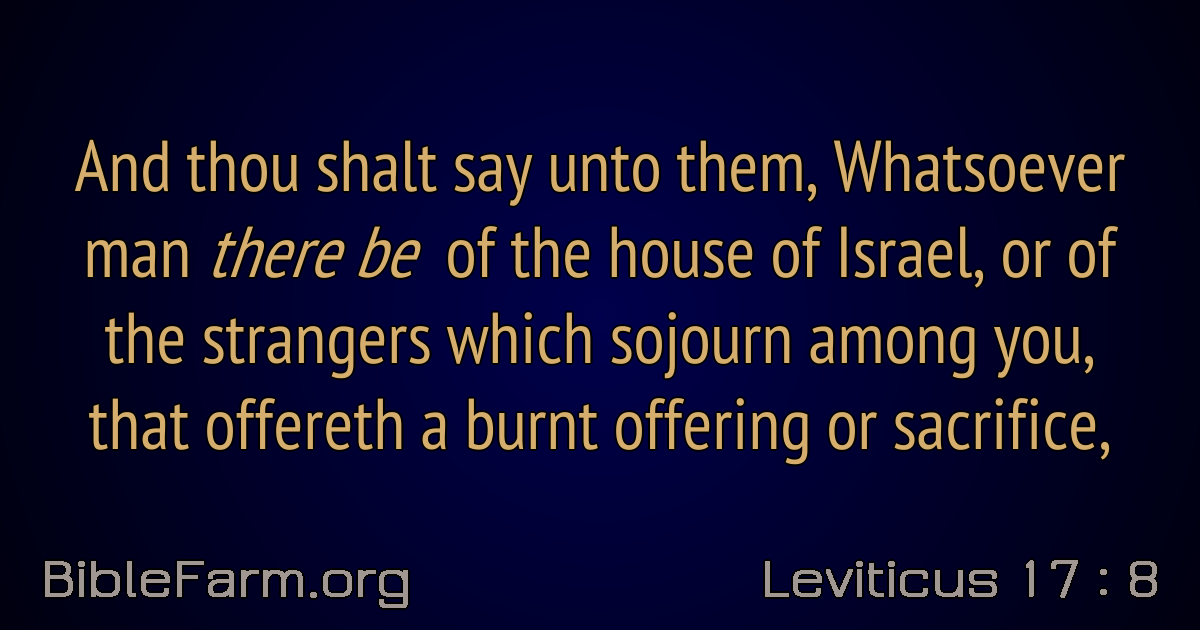 And thou shalt say unto them, Whatsoever
man there be of the house of Israel, or of
the strangers which sojourn among you,
that offereth a burnt offering or sacrifice,
BibleFarm.org
Leviticus 17 : 8